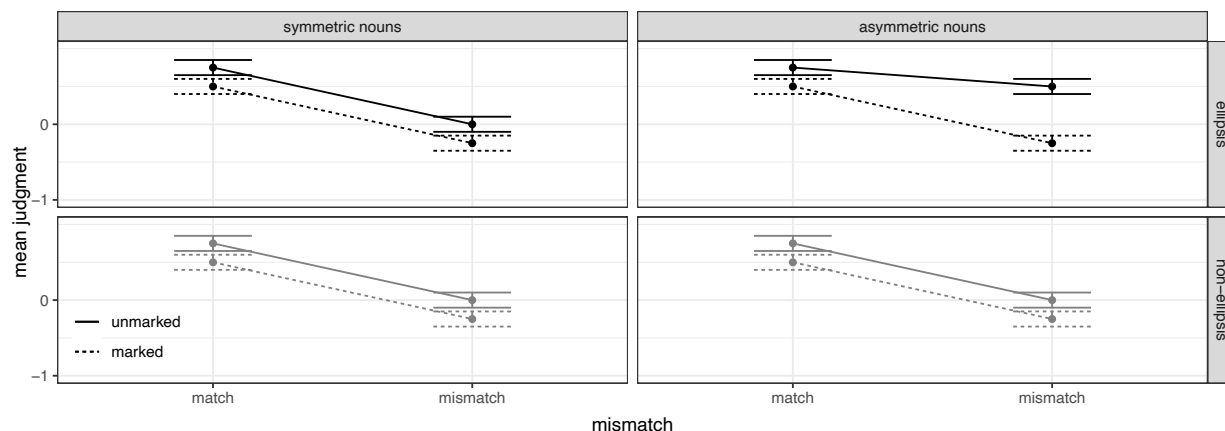 symmetric nouns
asymmetric nouns
mean judgment
0
−1
ellipsis
0
−1
non−ellipsis
unmarked
marked
match
mismatch
match
mismatch
mismatch